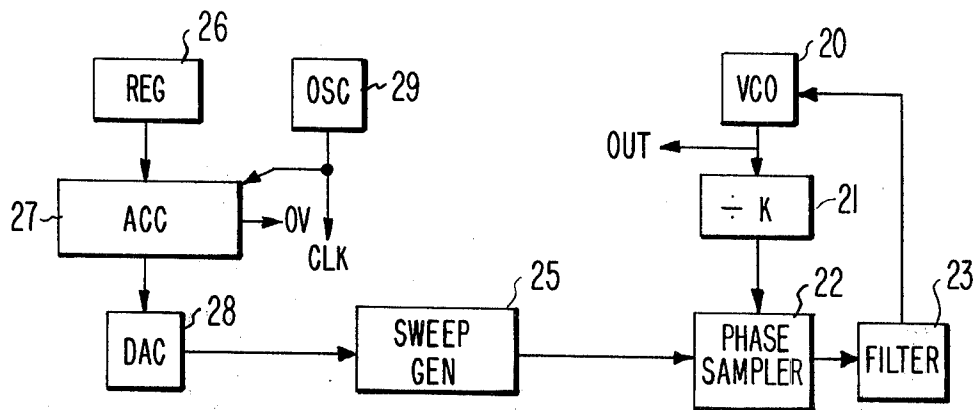 26
REG
29
OSC
20
VCO
OUT
27
ACC
OV
CLK
÷ K
21
28
DAC
25
SWEEP
GEN
22
PHASE
SAMPLER
23
FILTER